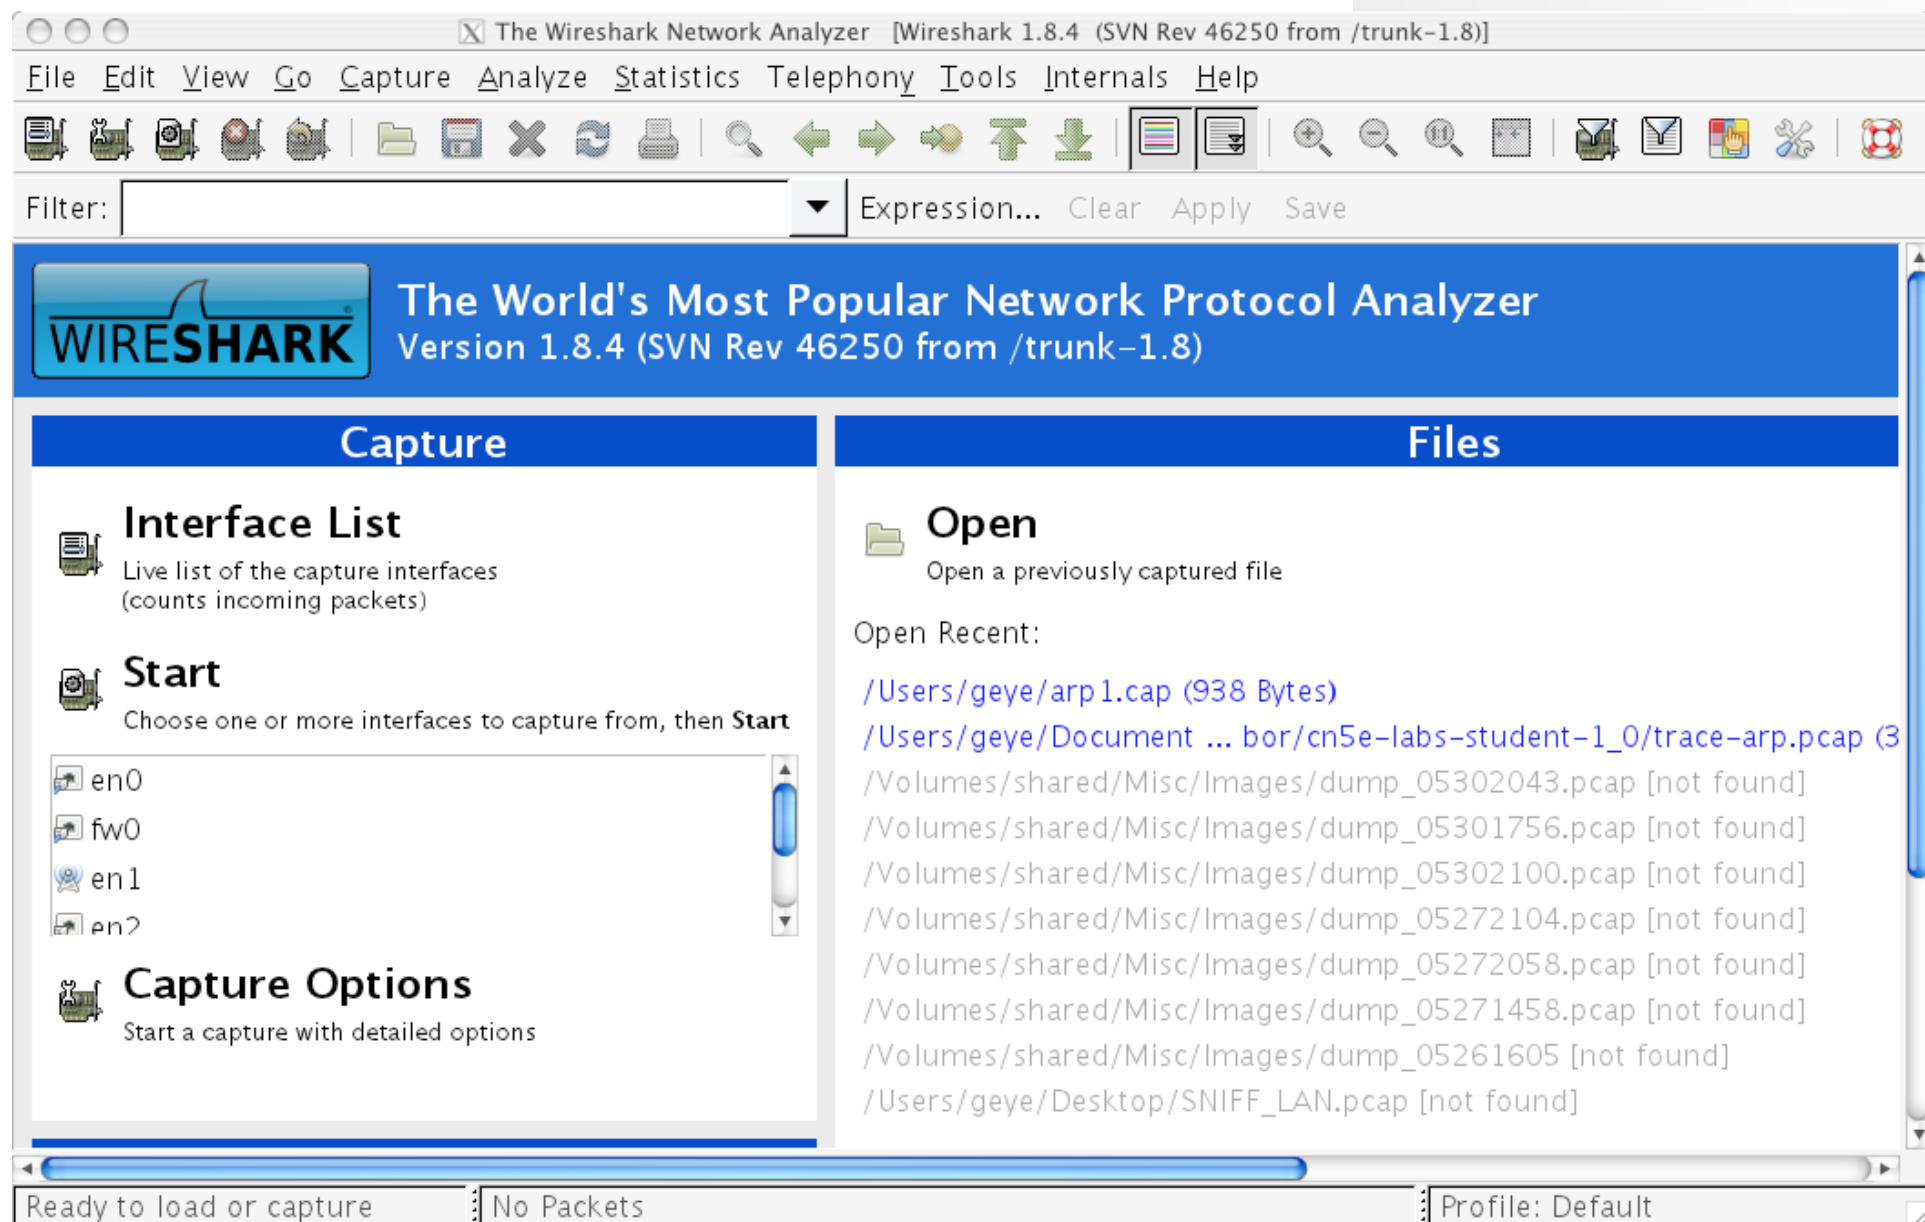 The Wireshark Network Analyzer [Wireshark 1.8.4 (SVN Rev 46250 from /trunk-1.8)]
File Edit View Go Capture Analyze Statistics Telephony Tools Internals Help
Filter: Expression... Clear Apply Save
WIRESHARK
The World's Most Popular Network Protocol Analyzer
Version 1.8.4 (SVN Rev 46250 from /trunk-1.8)
Capture
Interface List
Live list of the capture interfaces
(counts incoming packets)
Start
Choose one or more interfaces to capture from, then Start
en0
fw0
en1
en2
Capture Options
Start a capture with detailed options
Files
Open
Open a previously captured file
Open Recent:
/Users/geye/arp1.cap (938 Bytes)
/Users/geye/Document ... bor/cn5e-labs-student-1_0/trace-arp.pcap (3
/Volumes/shared/Misc/Images/dump_05302043.pcap [not found]
/Volumes/shared/Misc/Images/dump_05301756.pcap [not found]
/Volumes/shared/Misc/Images/dump_05302100.pcap [not found]
/Volumes/shared/Misc/Images/dump_05272104.pcap [not found]
/Volumes/shared/Misc/Images/dump_05272058.pcap [not found]
/Volumes/shared/Misc/Images/dump_05271458.pcap [not found]
/Volumes/shared/Misc/Images/dump_05261605 [not found]
/Users/geye/Desktop/SNIFF_LAN.pcap [not found]
Ready to load or capture
No Packets
Profile: Default